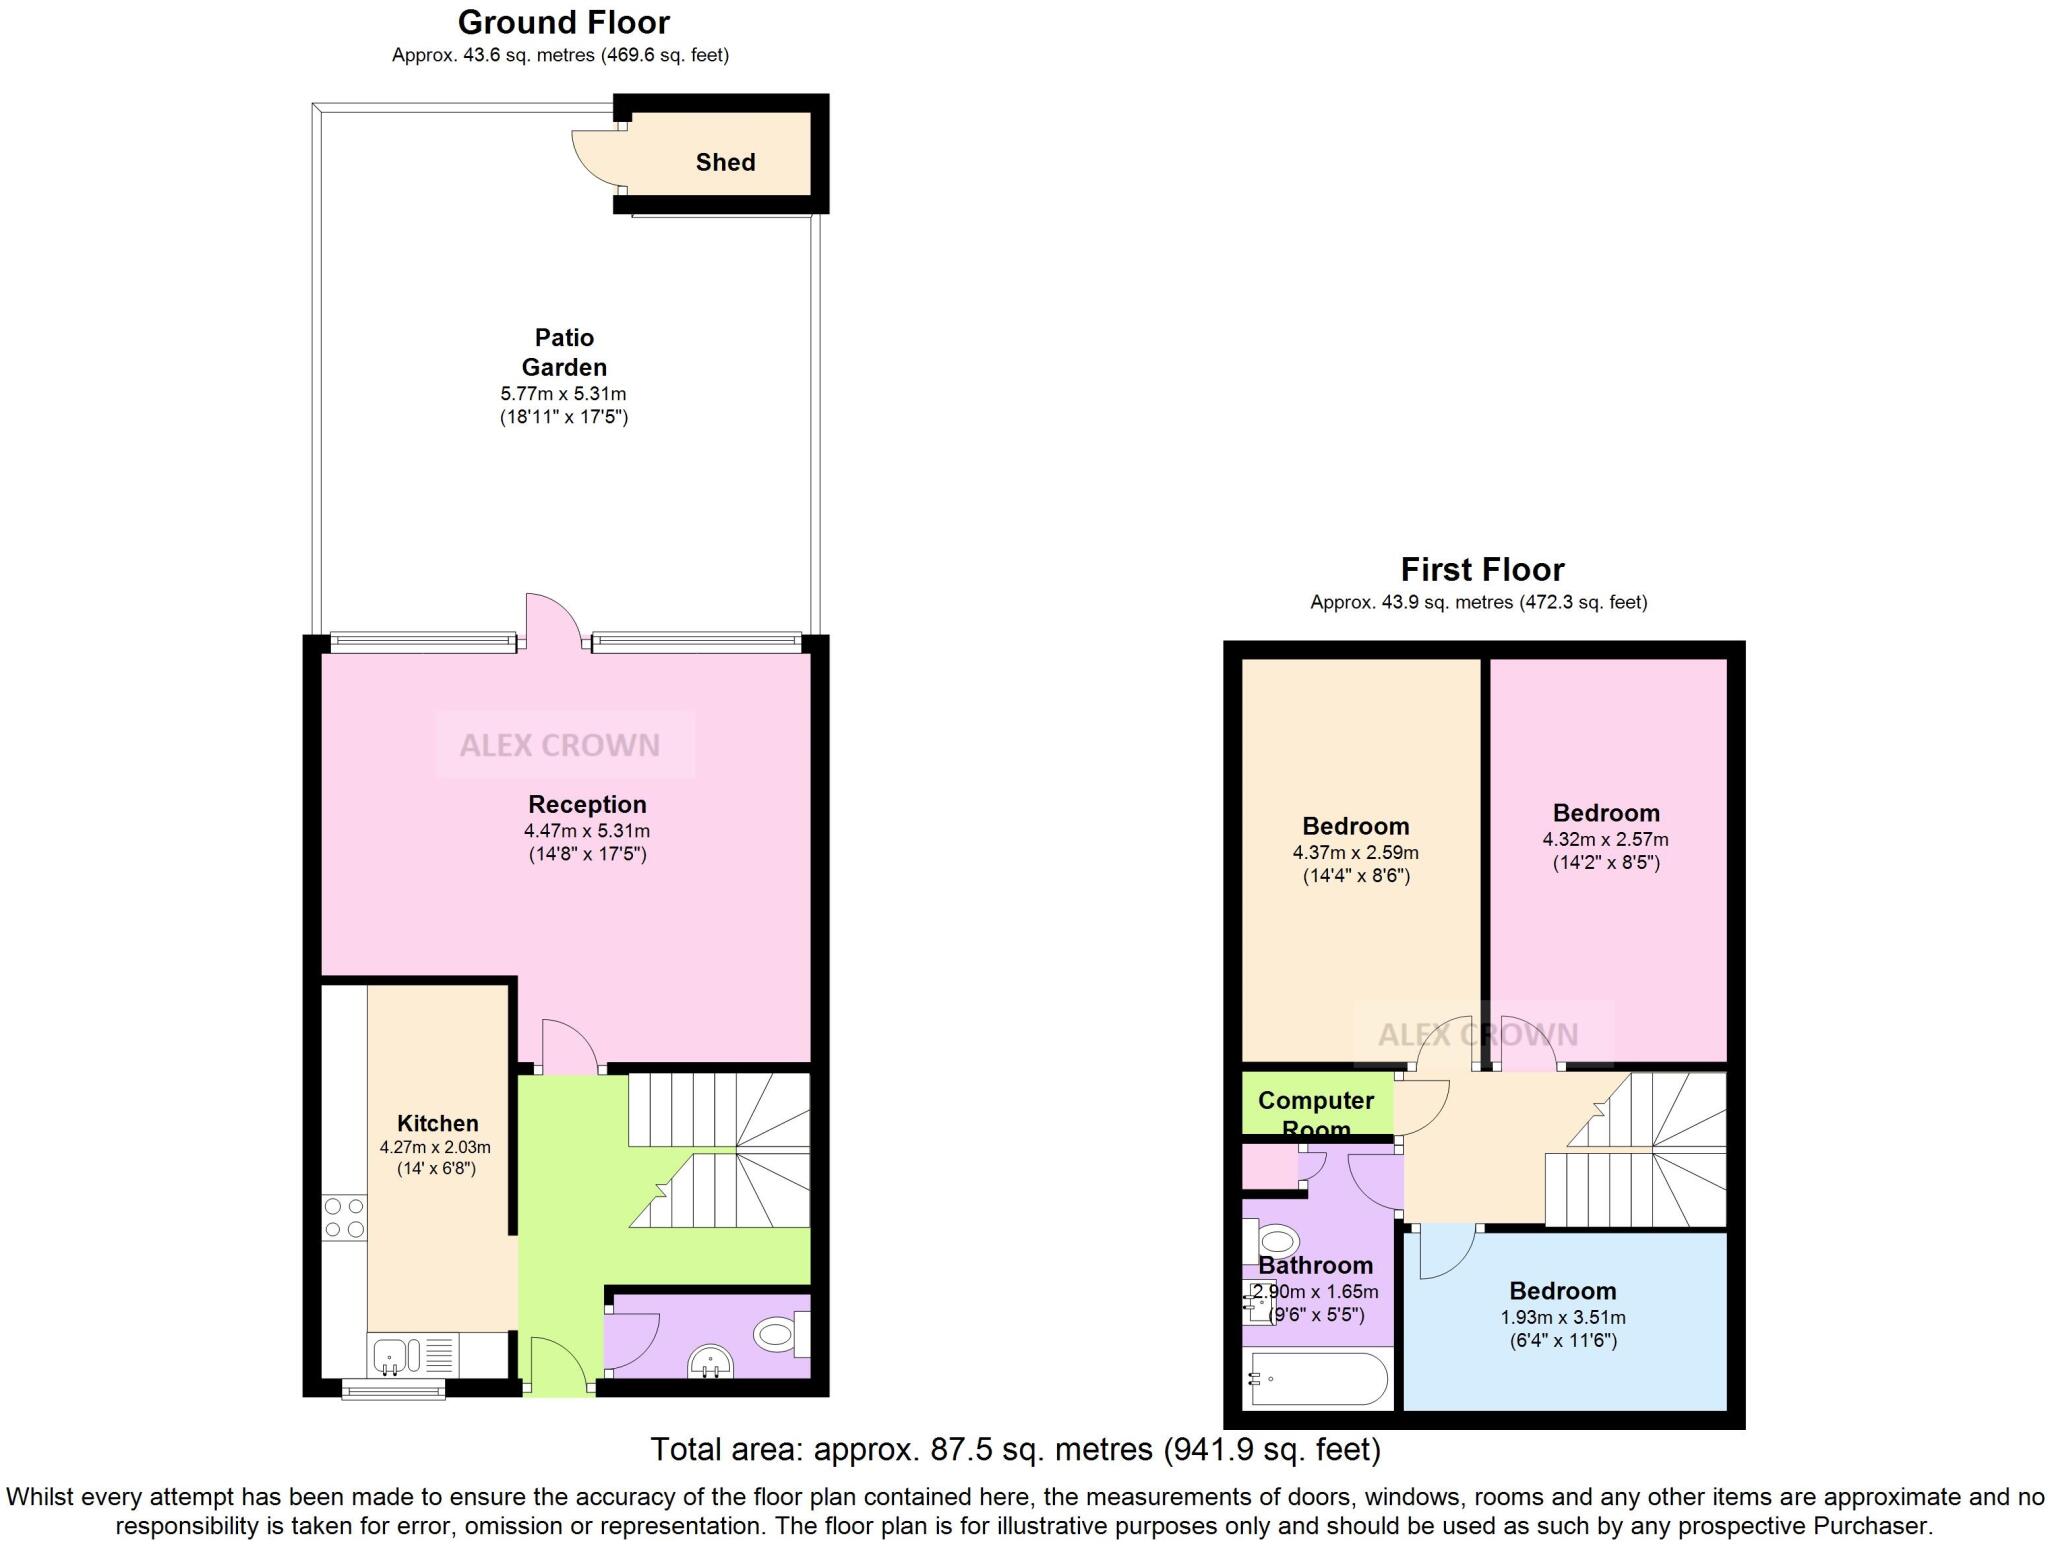 Ground Floor
Approx. 43.6 sq. metres (469.6 sq. feet)
Shed
Patio
Garden
5.77m x 5.31m
(18'11" x 17'5")
ALEX CROWN
Reception
4.47m x 5.31m
(14'8" x 17'5")
Kitchen
4.27m x 2.03m
(14' x 6'8")
First Floor
Approx. 43.9 sq. metres (472.3 sq. feet)
Bedroom
4.37m x 2.59m
(14'4" x 8'6")
Bedroom
4.32m x 2.57m
(14'2" x 8'5")
ALEX CROWN
Computer
Room
Bathroom
2.90m x 1.65m
(9'6" x 5'5")
Bedroom
1.93m x 3.51m
(6'4" x 11'6")
Total area: approx. 87.5 sq. metres (941.9 sq. feet)
Whilst every attempt has been made to ensure the accuracy of the floor plan contained here, the measurements of doors, windows, rooms and any other items are approximate and no
responsibility is taken for error, omission or representation. The floor plan is for illustrative purposes only and should be used as such by any prospective Purchaser.